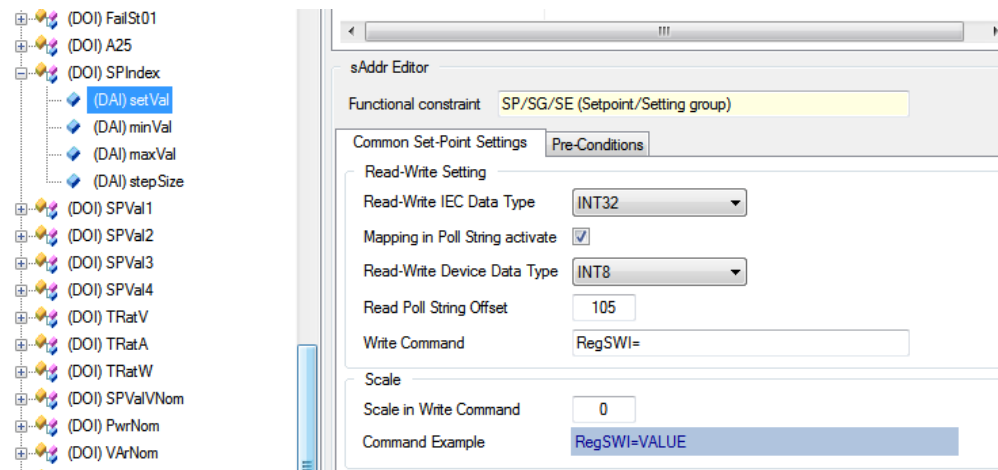 (DOI) FailSt01
(DOI) A25
(DOI) SPIndex
(DAI) setVal
(DAI) minVal
(DAI) maxVal
(DAI) stepSize
(DOI) SPVal1
(DOI) SPVal2
(DOI) SPVal3
(DOI) SPVal4
(DOI) TRatV
(DOI) TRatA
(DOI) TRatW
(DOI) SPValVNom
(DOI) PwrNom
(DOI) VArNom
sAddr Editor
Functional constraint SP/SG/SE (Setpoint/Setting group)
Common Set-Point Settings Pre-Conditions
Read-Write Setting
Read-Write IEC Data Type INT32
Mapping in Poll String activate
Read-Write Device Data Type INT8
Read Poll String Offset 105
Write Command RegSWI=
Scale
Scale in Write Command 0
Command Example RegSWI=VALUE